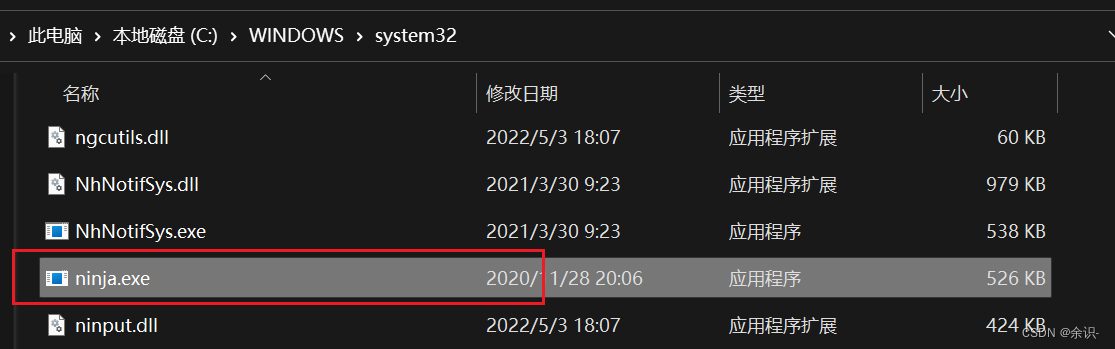 此电脑 本地磁盘 (C:) WINDOWS system32
名称 修改日期 类型 大小
ngcutils.dll 2022/5/3 18:07 应用程序扩展 60 KB
NhNotifSys.dll 2021/3/30 9:23 应用程序扩展 979 KB
NhNotifSys.exe 2021/3/30 9:23 应用程序 538 KB
ninja.exe 2020/11/28 20:06 应用程序 526 KB
ninput.dll 2022/5/3 18:07 应用程序扩展 424 KB
CSDN @余识-